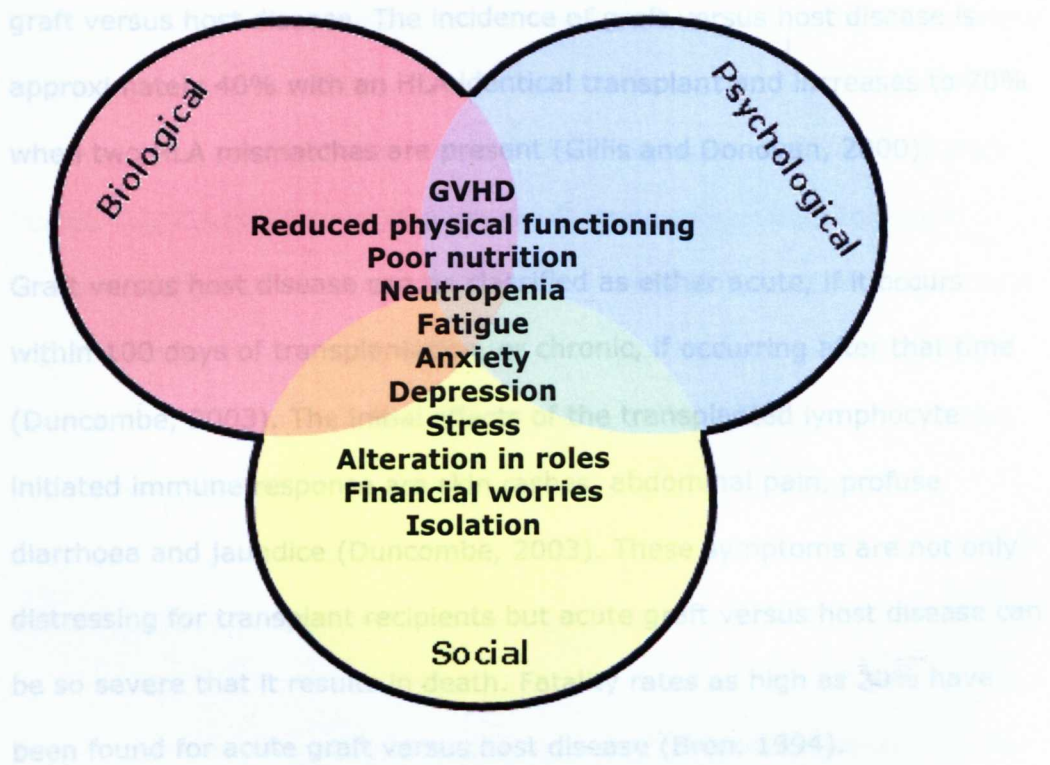 graft versus host disease. The incidence of graft versus host disease is
approximately 40% with an HLA identical transplant and increases to 70%
when two HLA mismatches are present (Gillis and Donovan, 2000).
Biological
Psychological
GVHD
Reduced physical functioning
Poor nutrition
Neutropenia
Fatigue
Anxiety
Depression
Stress
Alteration in roles
Financial worries
Isolation
Social
Graft versus host disease can be classified as either acute, if it occurs
within 100 days of transplantation, or chronic, if occurring after that time
(Duncombe, 2003). The initial effects of the transplanted lymphocyte
initiated immune response are skin rashes, abdominal pain, profuse
diarrhoea and jaundice (Duncombe, 2003). These symptoms are not only
distressing for transplant recipients but acute graft versus host disease can
be so severe that it results in death. Fatality rates as high as have
been found for acute graft versus host disease (Bron, 1994).